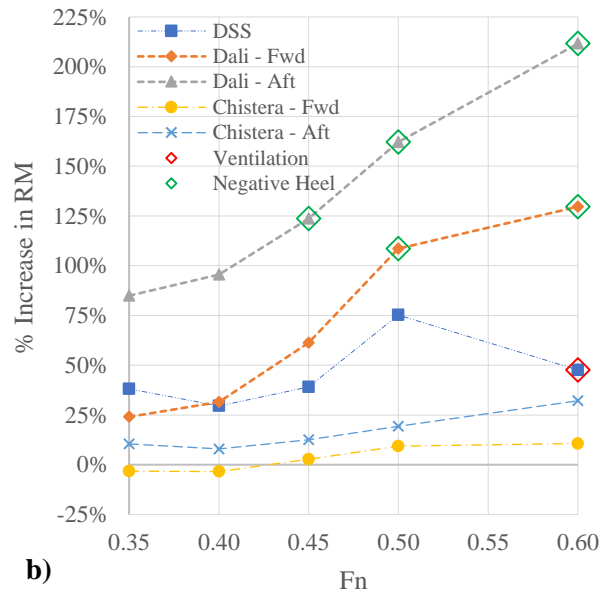 225%
200%
175%
150%
125%
100%
75%
50%
25%
0%
-25%
% Increase in RM
DSS
Dali - Fwd
Dali - Aft
Chistera - Fwd
Chistera - Aft
Ventilation
Negative Heel
0.35 0.40 0.45 0.50 0.55 0.60
b)
Fn